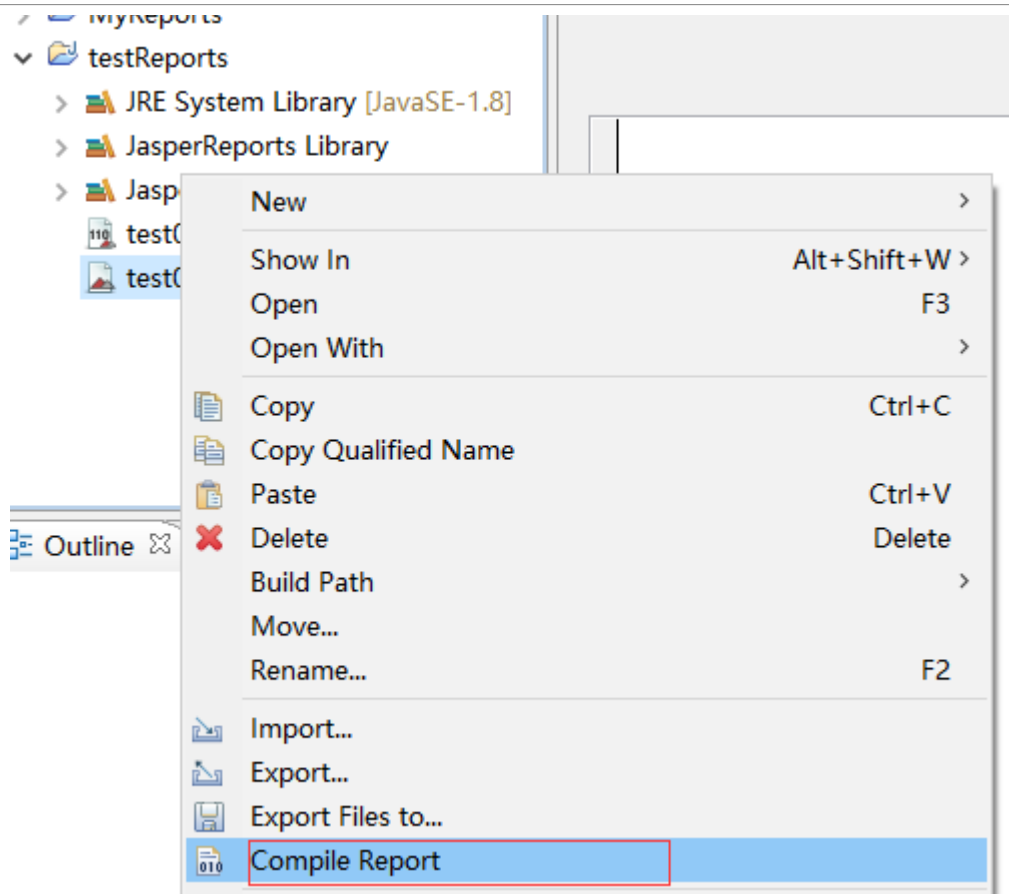 MyReports
testReports
JRE System Library [JavaSE-1.8]
JasperReports Library
Jasp
test0
test0
New
Show In Alt+Shift+W
Open F3
Open With
Copy Ctrl+C
Copy Qualified Name
Paste Ctrl+V
Delete Delete
Build Path
Move...
Rename... F2
Import...
Export...
Export Files to...
Compile Report
Outline